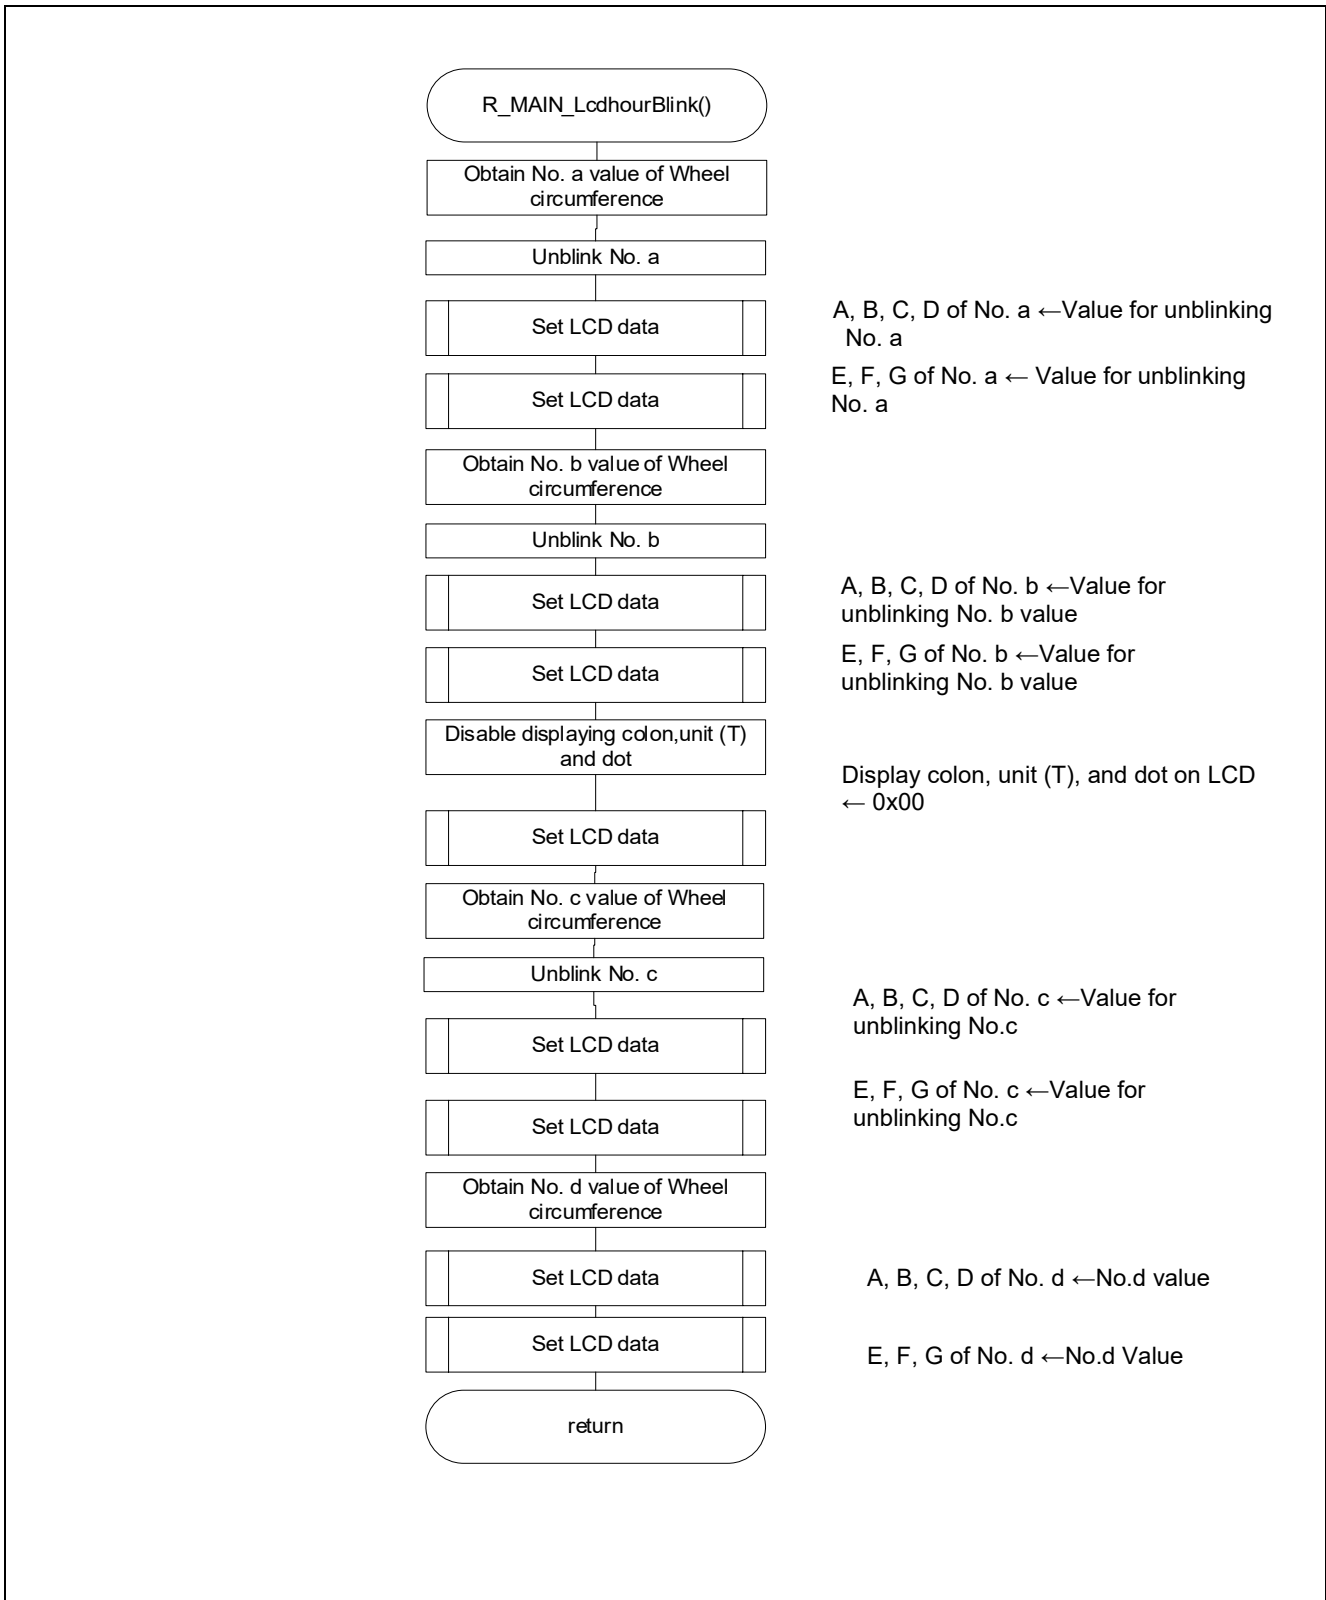 R_MAIN_LcdhourBlink()
Obtain No. a value of Wheel
circumference
Unblink No. a
Set LCD data
A, B, C, D of No. a ←Value for unblinking
No. a
Set LCD data
E, F, G of No. a ← Value for unblinking
No. a
Obtain No. b value of Wheel
circumference
Unblink No. b
Set LCD data
A, B, C, D of No. b ←Value for
unblinking No. b value
Set LCD data
E, F, G of No. b ←Value for
unblinking No. b value
Disable displaying colon,unit (T)
and dot
Display colon, unit (T), and dot on LCD
← 0x00
Set LCD data
Obtain No. c value of Wheel
circumference
Unblink No. c
A, B, C, D of No. c ←Value for
unblinking No.c
Set LCD data
E, F, G of No. c ←Value for
unblinking No.c
Set LCD data
Obtain No. d value of Wheel
circumference
Set LCD data
A, B, C, D of No. d ←No.d value
Set LCD data
E, F, G of No. d ←No.d Value
return